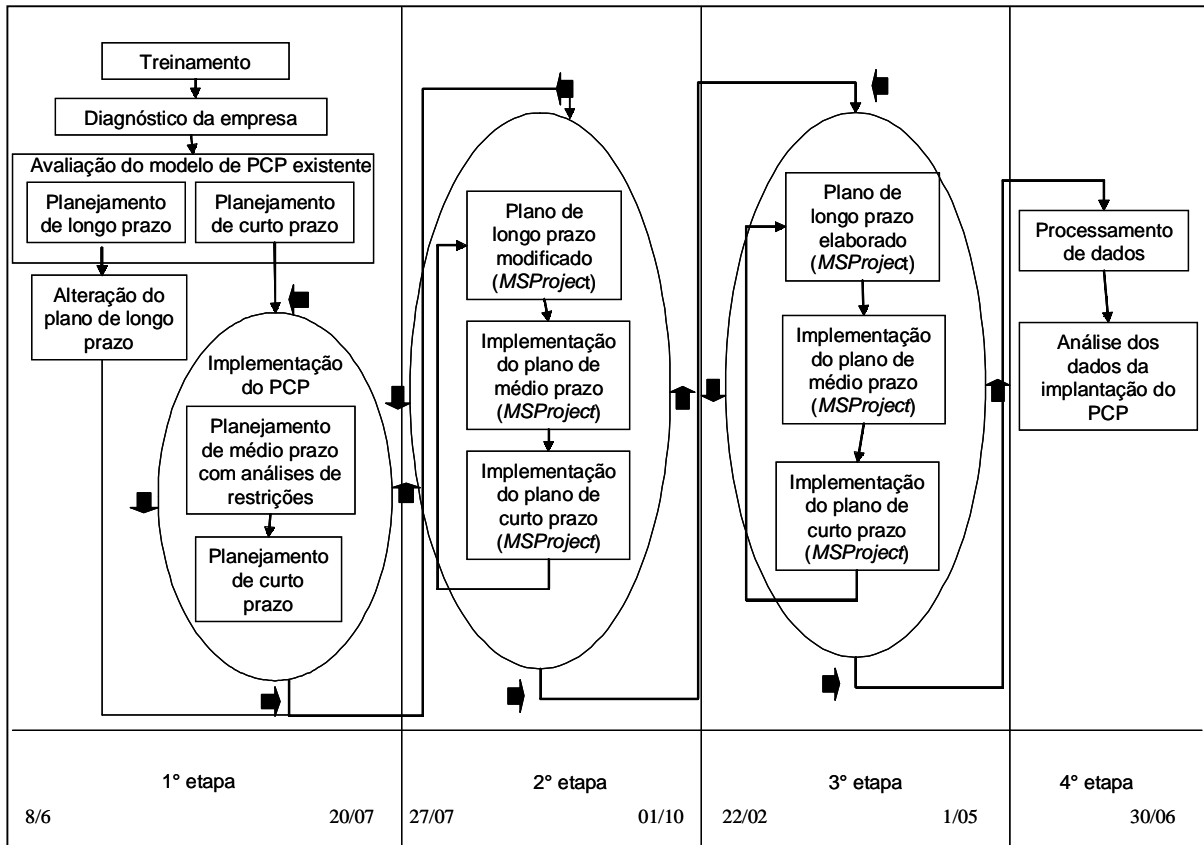 Treinamento
Diagnóstico da empresa
Avaliação do modelo de PCP existente
Planejamento
de longo prazo
Planejamento
de curto prazo
Alteração do
plano de longo
prazo
Implementação
do PCP
Planejamento
de médio prazo
com análises de
restrições
Planejamento
de curto
prazo
Plano de
longo prazo
modificado
(MSProject)
Implementação
do plano de
médio prazo
(MSProject)
Implementação
do plano de
curto prazo
(MSProject)
Plano de
longo prazo
elaborado
(MSProject)
Implementação
do plano de
médio prazo
(MSProject)
Implementação
do plano de
curto prazo
(MSProject)
Processamento
de dados
Análise dos
dados da
implantação do
PCP
1° etapa
2° etapa
3° etapa
4° etapa
8/6
20/07
27/07
01/10
22/02
1/05
30/06